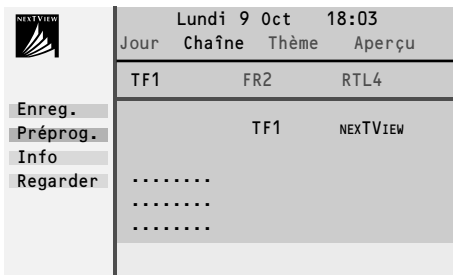 NEXTVIEW
Lundi 9 Oct 18:03
Jour Chaîne Thème Aperçu
TF1 FR2 RTL4
Enreg.
Préprog.
Info
Regarder
TF1 NEXTVIEW
........
........
........